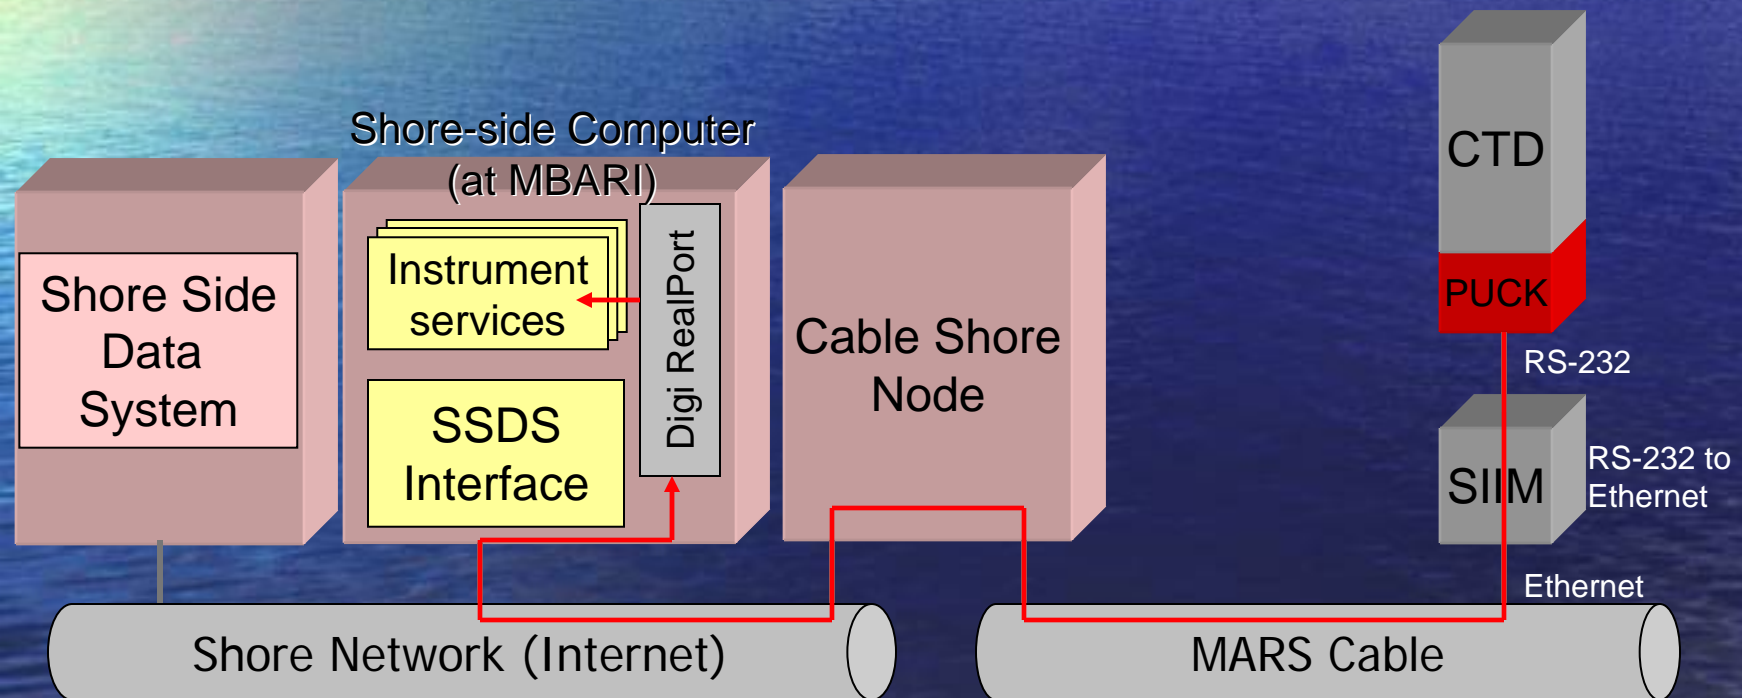 Shore-side Computer
(at MBARI)
Shore Side
Data
System
Instrument
services
SSDS
Interface
Digi RealPort
Cable Shore
Node
CTD
PUCK
RS-232
SIIM
RS-232 to
Ethernet
Ethernet
Shore Network (Internet)
MARS Cable